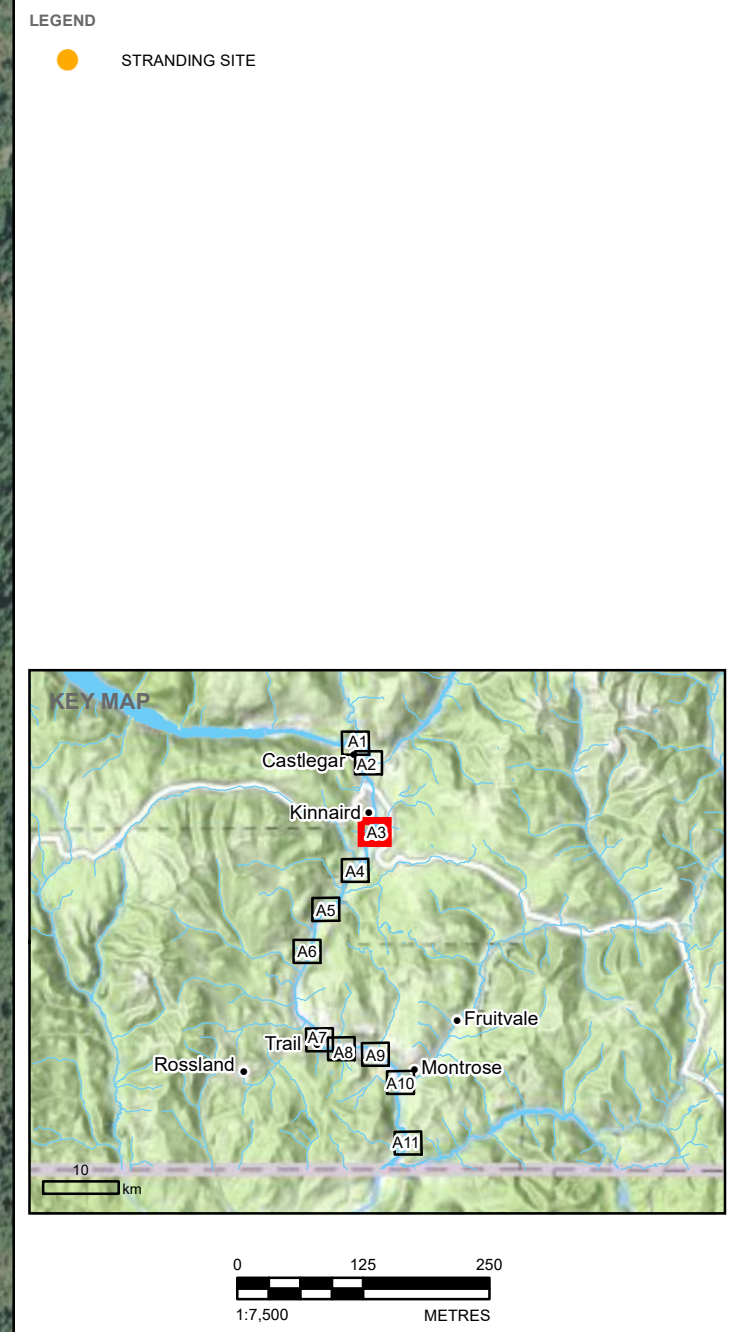 LEGEND
STRANDING SITE
KEY MAP
A1
Castlegar
A2
Kinnaird
A3
A4
A5
A6
Fruitvale
A7
Trail
A8
A9
Rossland
Montrose
A10
A11
10
km
0 125 250
1:7,500 METRES